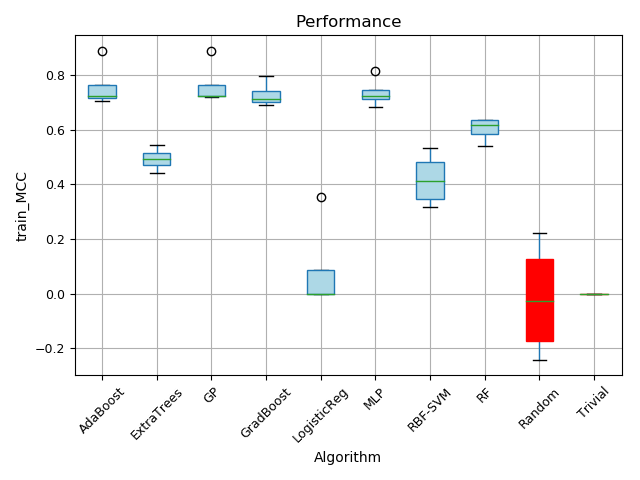 Performance
train_MCC
0.8
0.6
0.4
0.2
0.0
−0.2
AdaBoost
ExtraTrees
GP
GradBoost
LogisticReg
MLP
RBF-SVM
RF
Random
Trivial
Algorithm